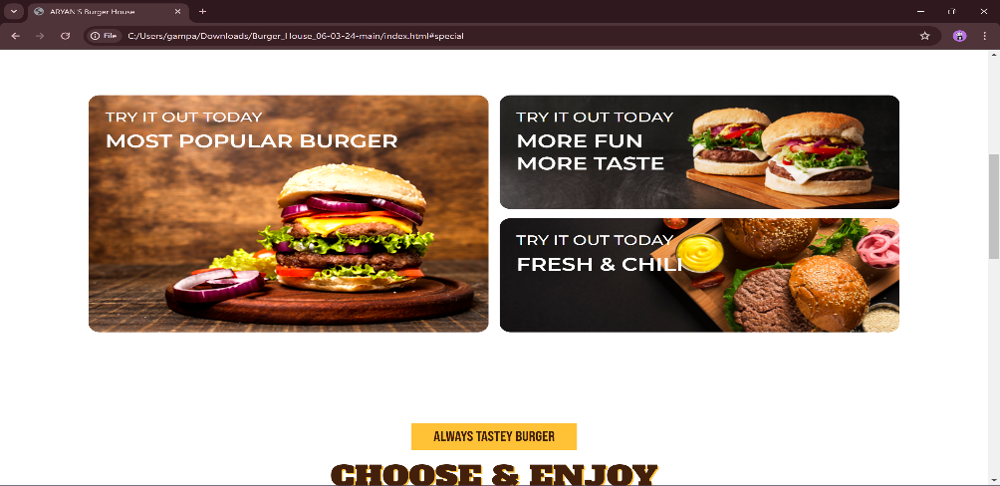 ARYAN S Burger House
File
C:/Users/gampa/Downloads/Burger_House_06-03-24-main/index.html#special
TRY IT OUT TODAY
MOST POPULAR BURGER
TRY IT OUT TODAY
MORE FUN
MORE TASTE
TRY IT OUT TODAY
FRESH & CHILI
ALWAYS TASTEY BURGER
CHOOSE & ENJOY